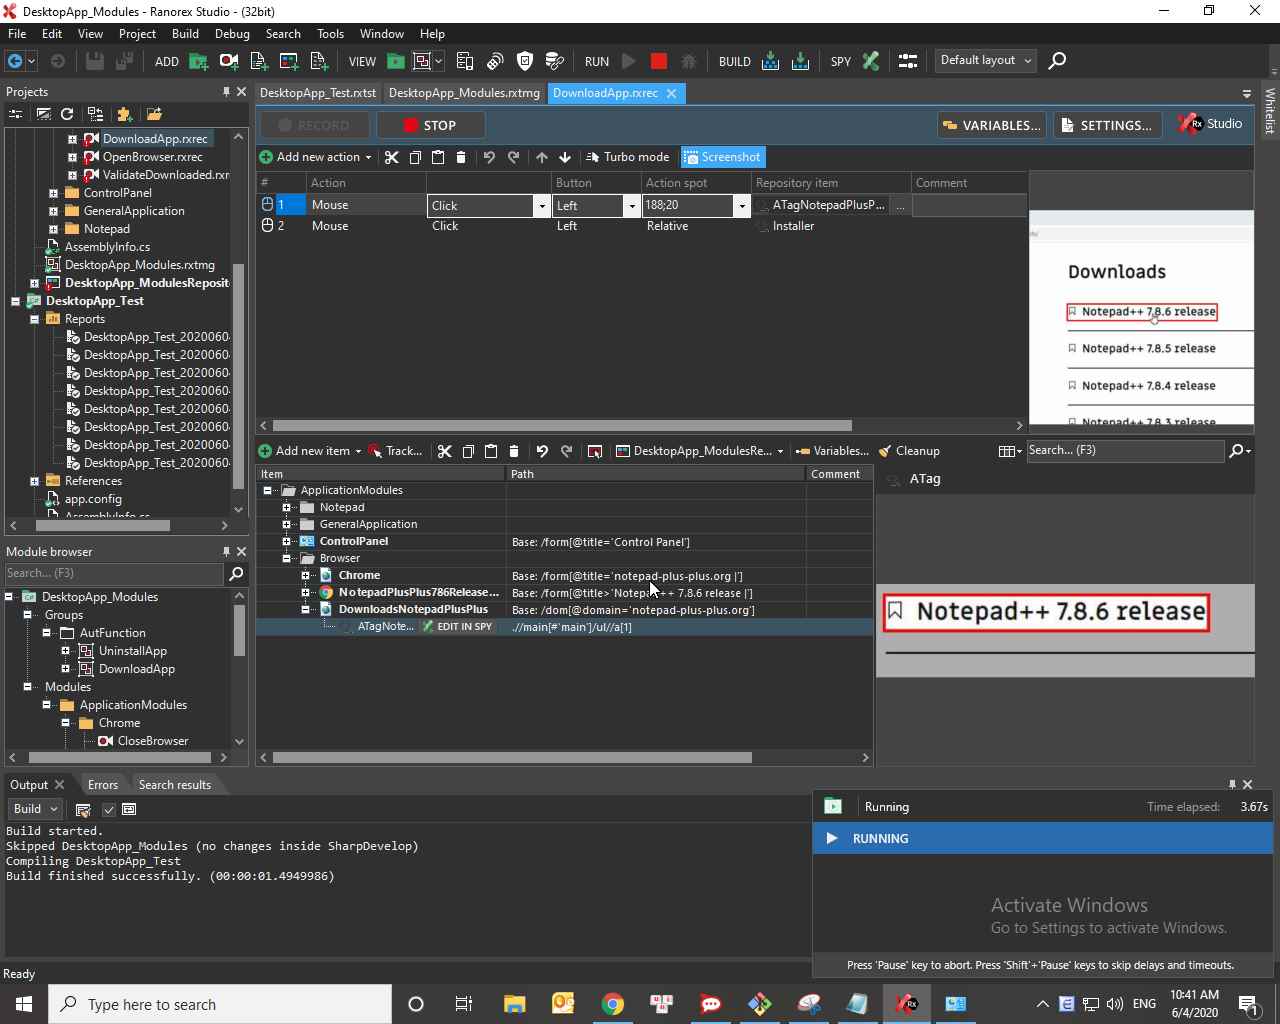 DesktopApp_Modules - Ranorex Studio - (32bit)
File Edit View Project Build Debug Search Tools Window Help
ADD VIEW RUN BUILD SPY Default layout
Projects
DesktopApp_Test.rxtst DesktopApp_Modules.rxtmg DownloadApp.rxrec
Whitelist
DownloadApp.rxrec
OpenBrowser.rxrec
ValidateDownloaded.rxr
ControlPanel
GeneralApplication
Notepad
AssemblyInfo.cs
DesktopApp_Modules.rxtmg
DesktopApp_ModulesReposit
DesktopApp_Test
Reports
DesktopApp_Test_202060
DesktopApp_Test_2020060
DesktopApp_Test_2020060
DesktopApp_Test_2020060
DesktopApp_Test_2020060
DesktopApp_Test_2020060
DesktopApp_Test_2020060
DesktopApp_Test_2020060
References
app.config
AssemblyInfo.cs
RECORD STOP VARIABLES... SETTINGS... Rx Studio
Add new action Turbo mode Screenshot
# Action Button Action spot Repository item Comment
1 Mouse Click Left 188;20 ATagNotepadPlusP... ...
2 Mouse Click Left Relative Installer
Downloads
Notepad++ 7.8.6 release
Notepad++ 7.8.5 release
Notepad++ 7.8.4 release
Notepad++ 7.8.3 release
Add new item Track... DesktopApp_ModulesRe... Variables... Cleanup Search... (F3)
Item Path Comment
ApplicationModules
Notepad
GeneralApplication
ControlPanel Base: /form[@title='Control Panel']
Browser
Chrome Base: /form[@title='notepad-plus-plus.org |']
NotepadPlusPlus786Release... Base: /form[@title>'Notepad++ 7.8.6 release |']
DownloadsNotepadPlusPlus Base: /dom[@domain='notepad-plus-plus.org']
ATagNote... EDIT IN SPY .//main[#'main']/ul//a[1]
ATag
Notepad++ 7.8.6 release
Module browser
Search... (F3)
DesktopApp_Modules
Groups
AutFunction
UninstallApp
DownloadApp
Modules
ApplicationModules
Chrome
CloseBrowser
Output Errors Search results
Build
Build started.
Skipped DesktopApp_Modules (no changes inside SharpDevelop)
Compiling DesktopApp_Test
Build finished successfully. (00:00:01.4949986)
Running Time elapsed: 3.67s
RUNNING
Activate Windows
Go to Settings to activate Windows.
Press 'Pause' key to abort. Press 'Shift'+'Pause' keys to skip delays and timeouts.
Ready
Type here to search
Rx
ENG
10:41 AM
6/4/2020
1